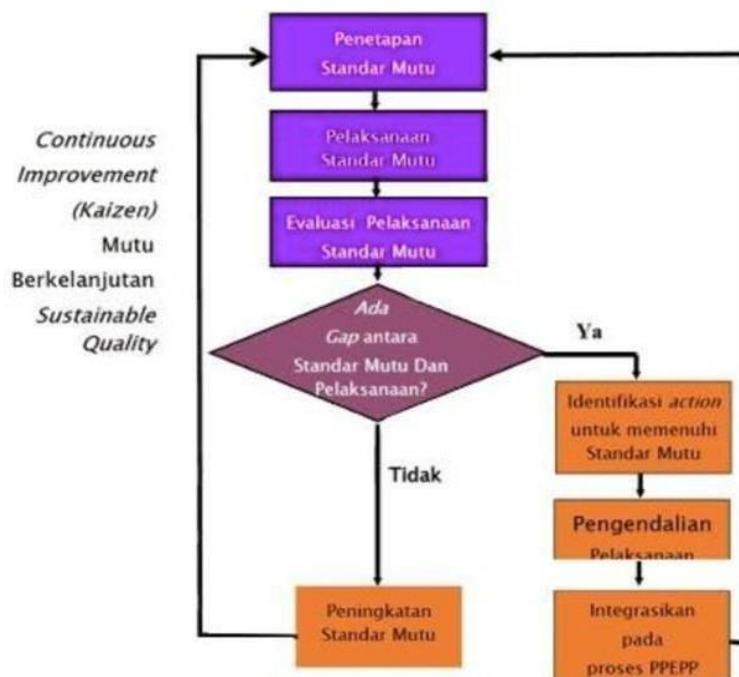 Penetapan
Standar Mutu
Pelaksanaan
Standar Mutu
Evaluasi Pelaksanaan
Standar Mutu
Continuous
Improvement
(Kaizen)
Mutu
Berkelanjutan
Sustainable
Quality
Ada
Gap antara
Standar Mutu Dan
Pelaksanaan?
Ya
Identifikasi action
untuk memenuhi
Standar Mutu
Tidak
Pengendalian
Pelaksanaan
Peningkatan
Standar Mutu
Integrasikan
pada
proses PPEPP